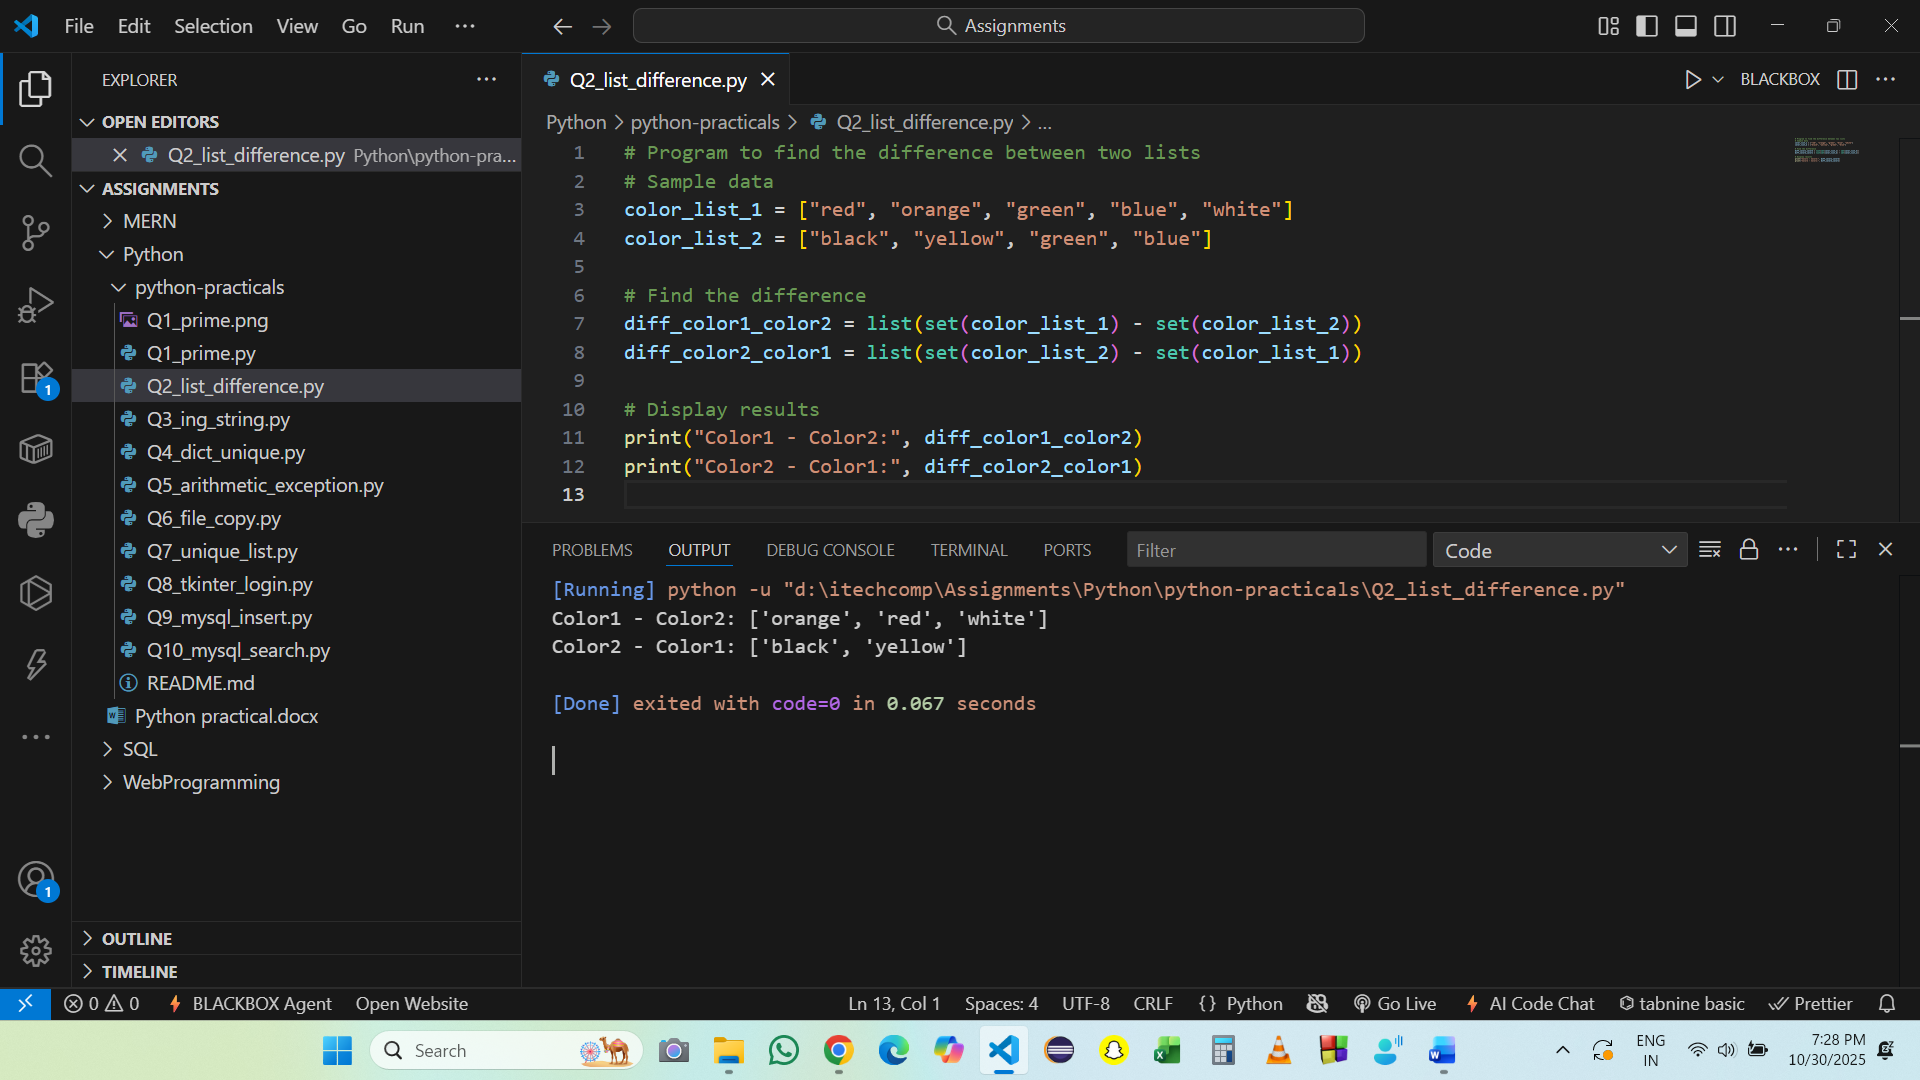 File Edit Selection View Go Run ···
Assignments
EXPLORER
OPEN EDITORS
Q2_list_difference.py Python\python-pra...
ASSIGNMENTS
MERN
Python
python-practicals
Q1_prime.png
Q1_prime.py
Q2_list_difference.py
Q3_ing_string.py
Q4_dict_unique.py
Q5_arithmetic_exception.py
Q6_file_copy.py
Q7_unique_list.py
Q8_tkinter_login.py
Q9_mysql_insert.py
Q10_mysql_search.py
README.md
Python practical.docx
SQL
WebProgramming
OUTLINE
TIMELINE
1
1
Q2_list_difference.py
BLACKBOX
Python > python-practicals > Q2_list_difference.py > ...
1 # Program to find the difference between two lists
2 # Sample data
3 color_list_1 = ["red", "orange", "green", "blue", "white"]
4 color_list_2 = ["black", "yellow", "green", "blue"]
5
6 # Find the difference
7 diff_color1_color2 = list(set(color_list_1) - set(color_list_2))
8 diff_color2_color1 = list(set(color_list_2) - set(color_list_1))
9
10 # Display results
11 print("Color1 - Color2:", diff_color1_color2)
12 print("Color2 - Color1:", diff_color2_color1)
13
PROBLEMS OUTPUT DEBUG CONSOLE TERMINAL PORTS Filter Code
[Running] python -u "d:\itechcomp\Assignments\Python\python-practicals\Q2_list_difference.py"
Color1 - Color2: ['orange', 'red', 'white']
Color2 - Color1: ['black', 'yellow']
[Done] exited with code=0 in 0.067 seconds
0 0 BLACKBOX Agent Open Website Ln 13, Col 1 Spaces: 4 UTF-8 CRLF {} Python Go Live AI Code Chat tabnine basic Prettier
Search
ENG
IN
7:28 PM
10/30/2025